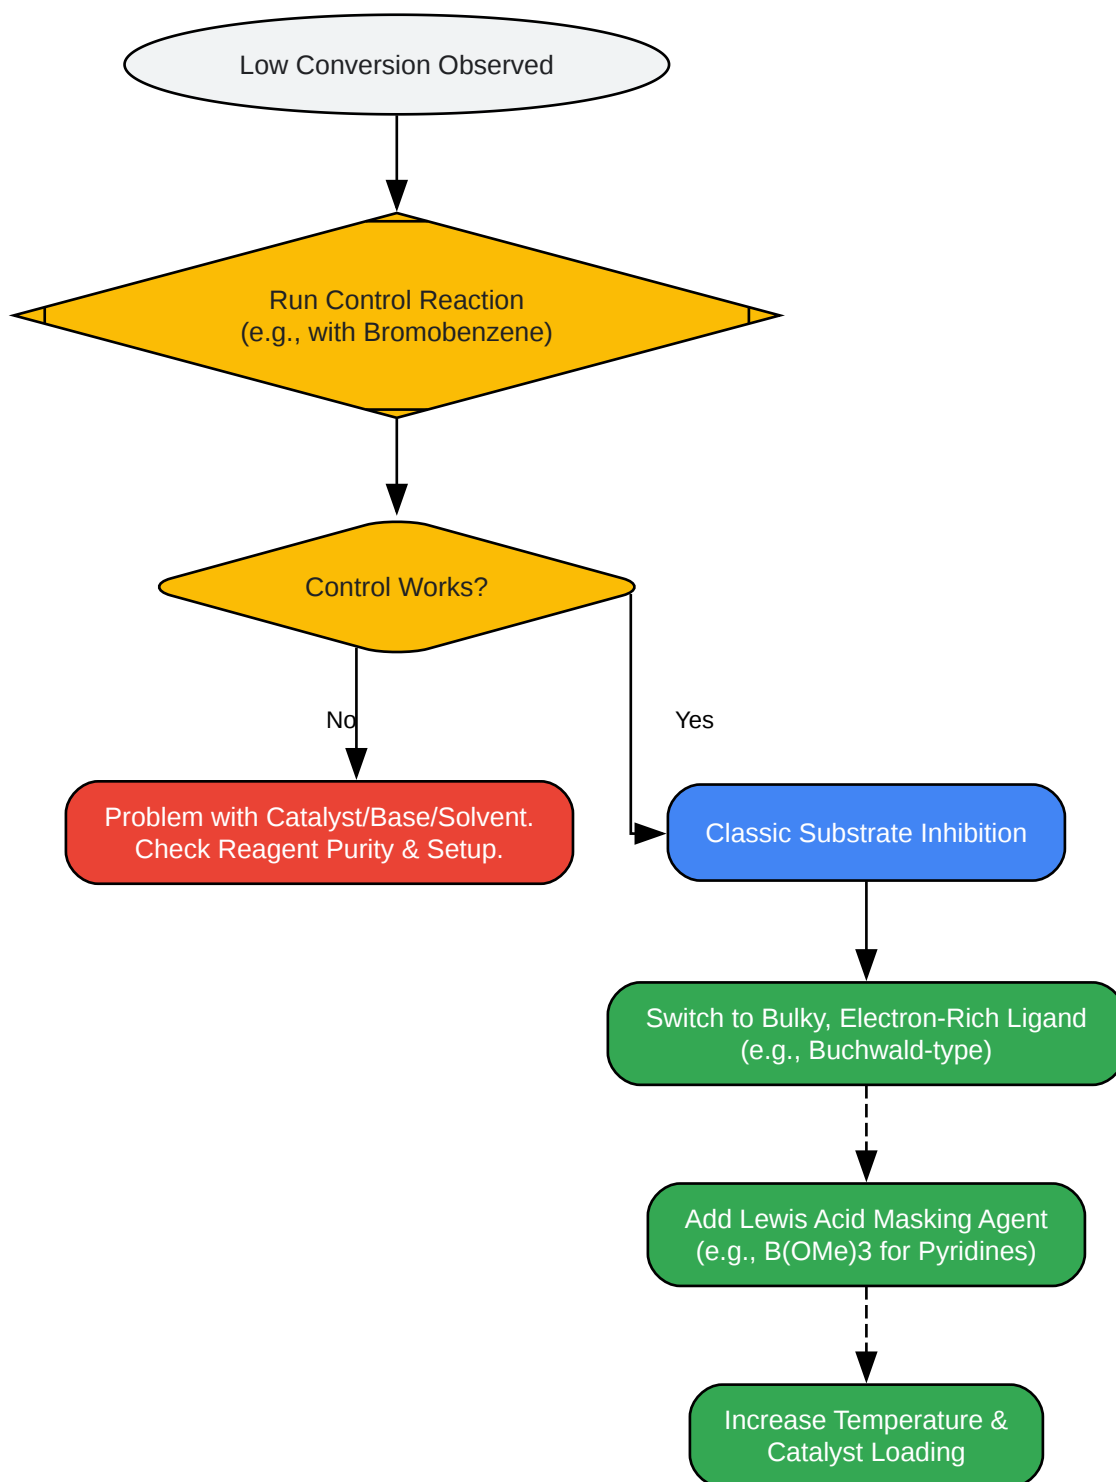 Low Conversion Observed
Run Control Reaction
(e.g., with Bromobenzene)
Control Works?
No
Yes
Problem with Catalyst/Base/Solvent.
Check Reagent Purity & Setup.
Classic Substrate Inhibition
Switch to Bulky, Electron-Rich Ligand
(e.g., Buchwald-type)
Add Lewis Acid Masking Agent
(e.g., B(OMe)3 for Pyridines)
Increase Temperature &
Catalyst Loading